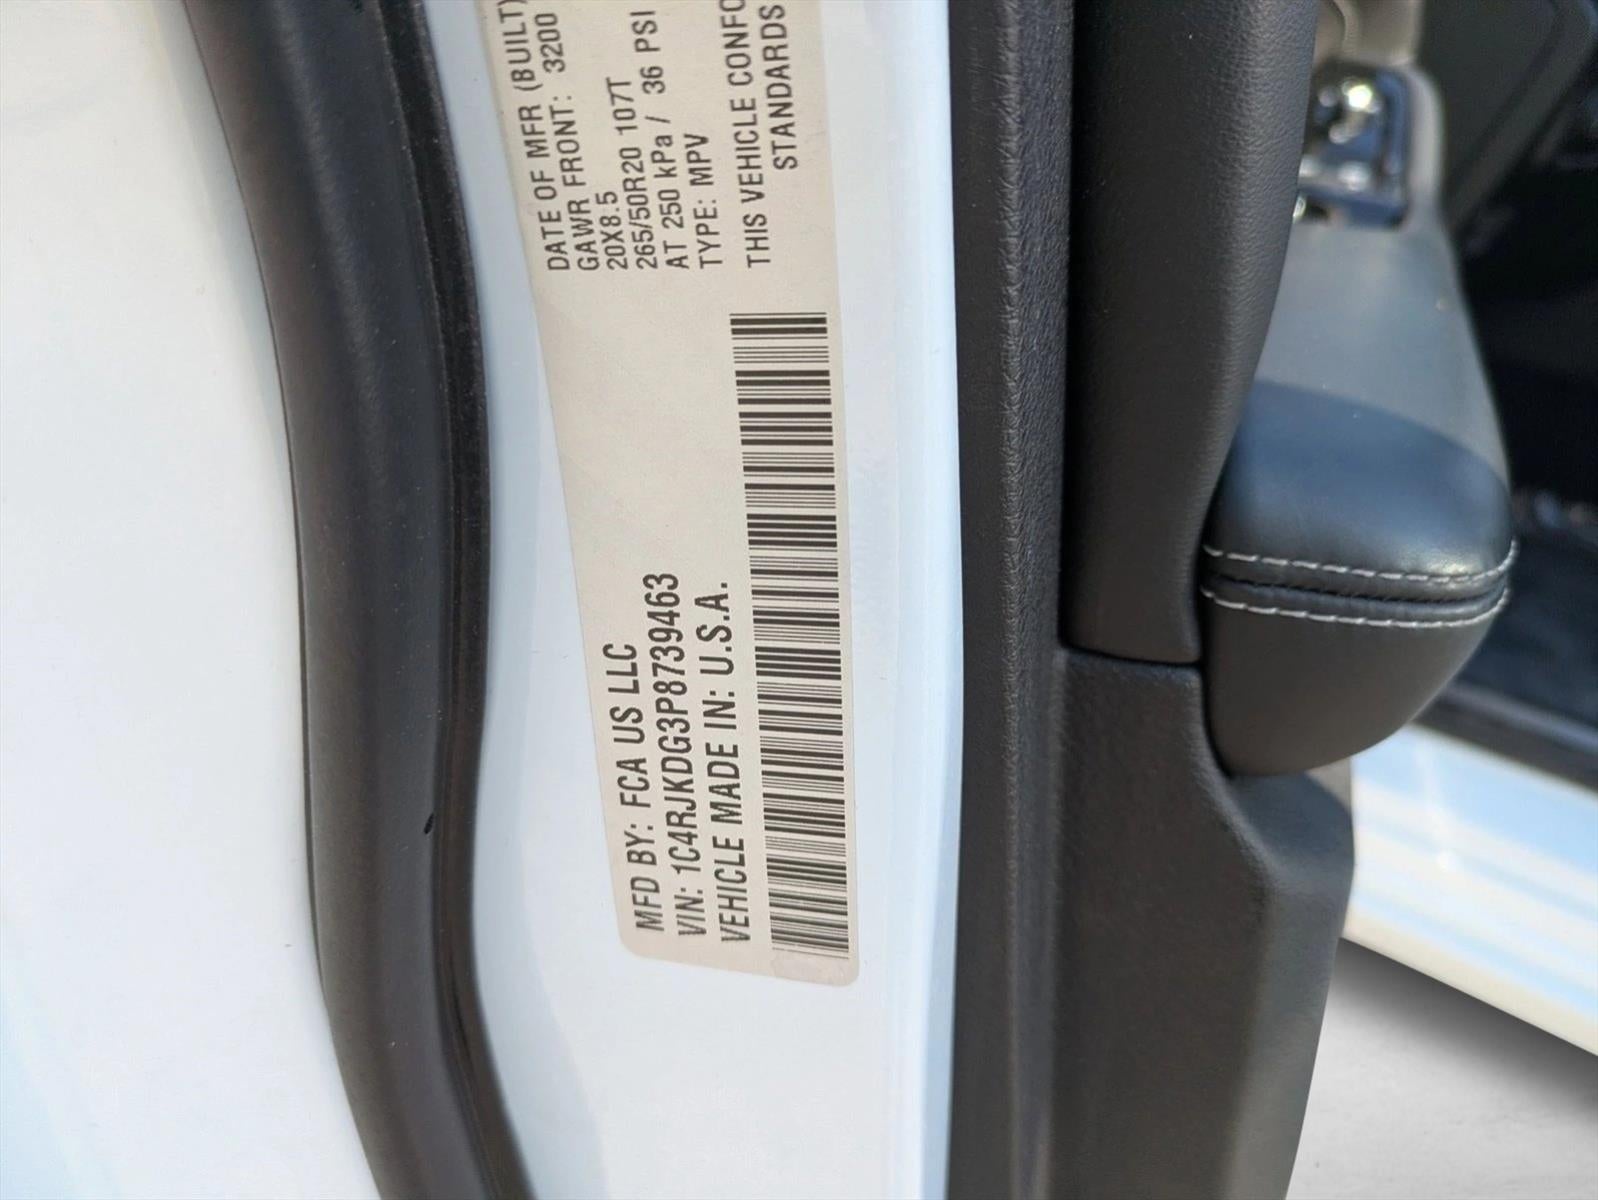 MFD BY: FCA US LLC
VIN: 1C4RJKDG3P8739463
VEHICLE MADE IN: U.S.A.
DATE OF MFR (BUILT)
GAWR FRONT: 3200
20X8.5
265/50R20 107T
AT 250 kPa / 36 PSI
TYPE: MPV
THIS VEHICLE CONFO
STANDARDS